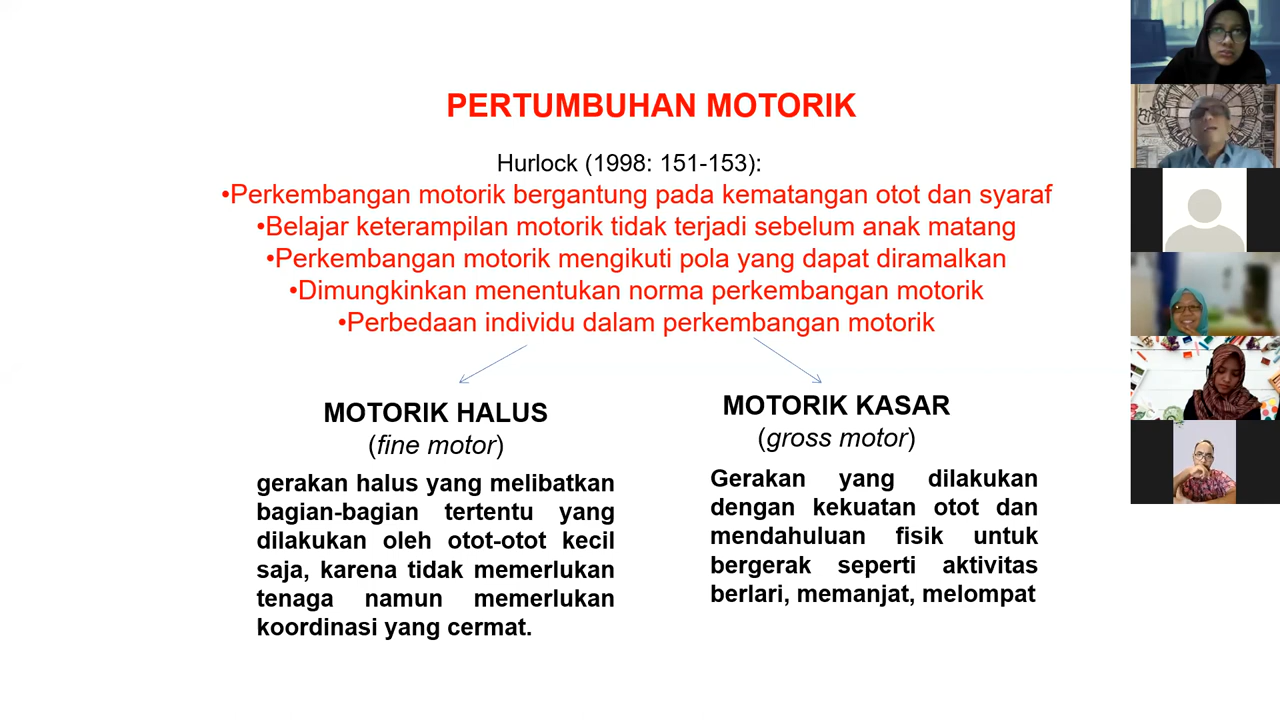 PERTUMBUHAN MOTORIK
Hurlock (1998: 151-153):
•Perkembangan motorik bergantung pada kematangan otot dan syaraf
•Belajar keterampilan motorik tidak terjadi sebelum anak matang
•Perkembangan motorik mengikuti pola yang dapat diramalkan
•Dimungkinkan menentukan norma perkembangan motorik
•Perbedaan individu dalam perkembangan motorik
MOTORIK HALUS
(fine motor)
gerakan halus yang melibatkan
bagian-bagian tertentu yang
dilakukan oleh otot-otot kecil
saja, karena tidak memerlukan
tenaga namun memerlukan
koordinasi yang cermat.
MOTORIK KASAR
(gross motor)
Gerakan yang dilakukan
dengan kekuatan otot dan
mendahuluan fisik untuk
bergerak seperti aktivitas
berlari, memanjat, melompat